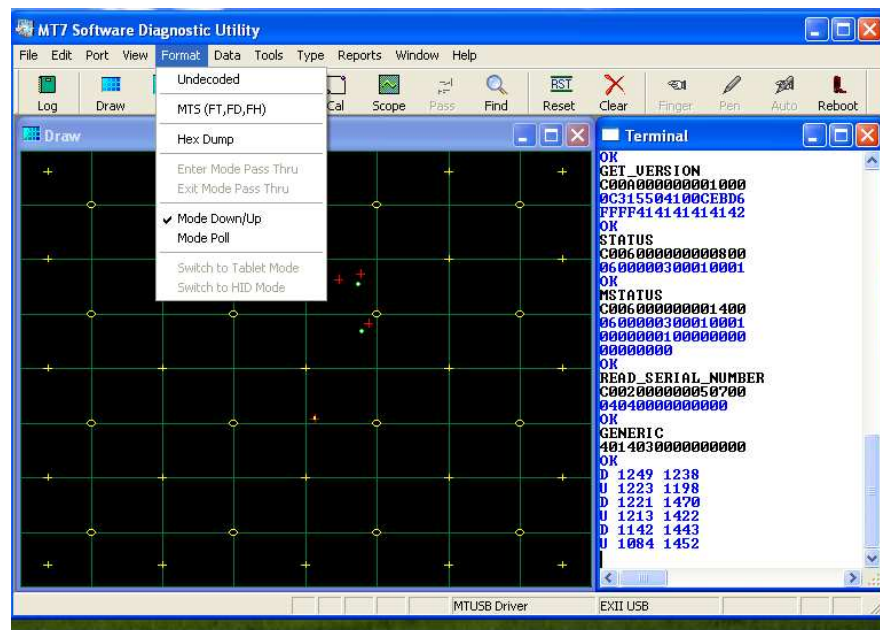 MT7 Software Diagnostic Utility
File Edit Port View Format Data Tools Type Reports Window Help
Log Draw Cal Scope Pass Find Reset Clear Finger Pen Auto Reboot
RST
Undecoded
MTS (FT,FD,FH)
Hex Dump
Enter Mode Pass Thru
Exit Mode Pass Thru
Mode Down/Up
Mode Poll
Switch to Tablet Mode
Switch to HID Mode
Draw
Terminal
OK
GET_VERSION
C00A000000001000
0C315504100CEBD6
FFFF414141414142
OK
STATUS
C006000000000800
0600000300010001
OK
MSTATUS
C006000000001400
0600000300010001
0000000100000000
00000000
OK
READ_SERIAL_NUMBER
C002000000050700
04040000000000
OK
GENERIC
4014030000000000
OK
D 1249 1238
U 1223 1198
D 1221 1470
U 1213 1422
D 1142 1443
U 1084 1452
MTUSB Driver
EXII USB